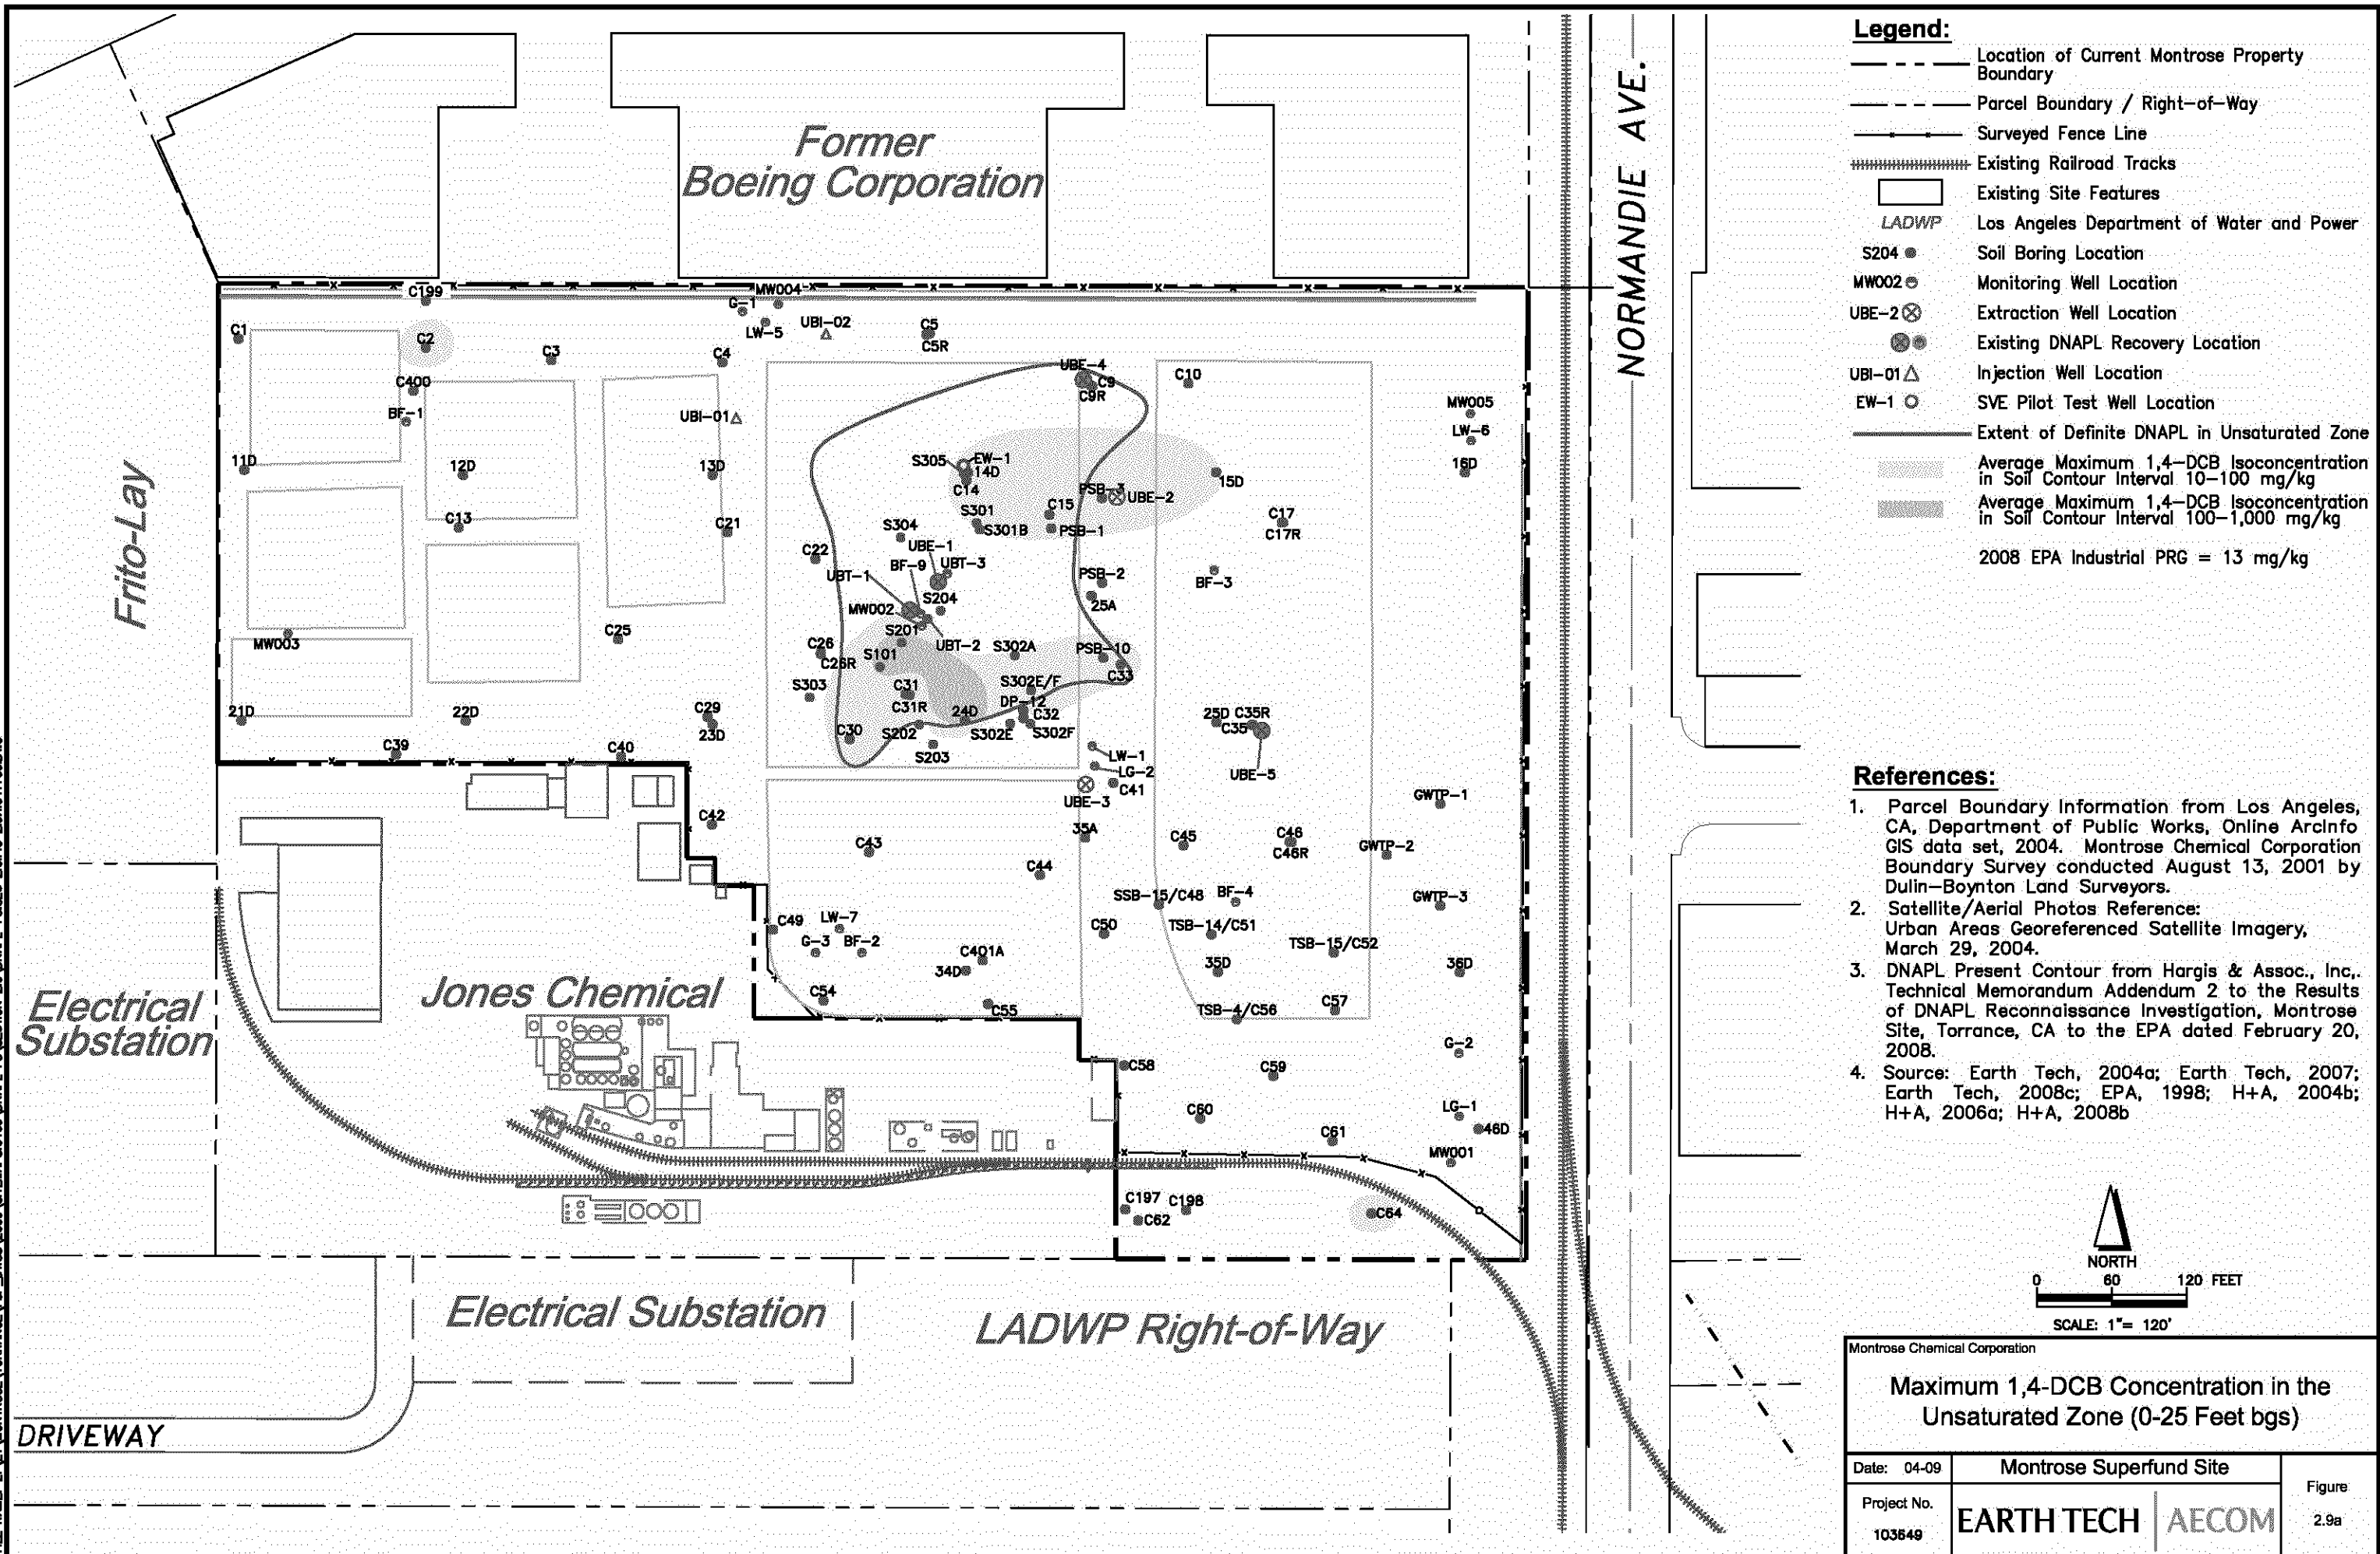 Former
Boeing Corporation
NORMANDIE AVE.
Frito-Lay
C199
MW004
G-1
LW-5
UBI-02
C5
C5R
C1
C2
C3
C4
UBE-4
C9
C9R
C10
C400
BF-1
UBI-01
MW005
LW-6
11D
12D
13D
S305
EW-1
14D
C14
15D
16D
PSB-3
UBE-2
C13
C21
S301
S301B
C15
PSB-1
C17
C17R
S304
C22
UBE-1
BF-9
UBT-3
UBT-1
PSB-2
BF-3
S204
25A
MW002
MW003
C25
S201
UBT-2
C26
C26R
S101
S302A
PSB-10
C33
S303
C31
C31R
S302E/F
DP-12
21D
22D
C29
23D
24D
C32
25D
C35R
C35
C30
S202
S302E
S302F
S203
C39
C40
LW-1
LG-2
C41
UBE-3
UBE-5
GWTP-1
C42
C43
35A
C45
C46
C46R
GWTP-2
C44
SSB-15/C48
BF-4
GWTP-3
C49
LW-7
G-3
BF-2
C50
TSB-14/C51
TSB-15/C52
C401A
34D
35D
36D
C54
C55
TSB-4/C56
C57
Jones Chemical
Electrical
Substation
G-2
C58
C59
C60
LG-1
46D
C61
MW001
C197
C198
C62
C64
Electrical Substation
LADWP Right-of-Way
DRIVEWAY
Legend:
Location of Current Montrose Property
Boundary
Parcel Boundary / Right-of-Way
Surveyed Fence Line
Existing Railroad Tracks
Existing Site Features
LADWP Los Angeles Department of Water and Power
S204 Soil Boring Location
MW002 Monitoring Well Location
UBE-2 Extraction Well Location
Existing DNAPL Recovery Location
UBI-01 Injection Well Location
EW-1 SVE Pilot Test Well Location
Extent of Definite DNAPL in Unsaturated Zone
Average Maximum 1,4-DCB Isoconcentration
in Soil Contour Interval 10-100 mg/kg
Average Maximum 1,4-DCB Isoconcentration
in Soil Contour Interval 100-1,000 mg/kg
2008 EPA Industrial PRG = 13 mg/kg
References:
1. Parcel Boundary Information from Los Angeles,
CA, Department of Public Works, Online ArcInfo
GIS data set, 2004. Montrose Chemical Corporation
Boundary Survey conducted August 13, 2001 by
Dulin-Boynton Land Surveyors.
2. Satellite/Aerial Photos Reference:
Urban Areas Georeferenced Satellite Imagery,
March 29, 2004.
3. DNAPL Present Contour from Hargis & Assoc., Inc,.
Technical Memorandum Addendum 2 to the Results
of DNAPL Reconnaissance Investigation, Montrose
Site, Torrance, CA to the EPA dated February 20,
2008.
4. Source: Earth Tech, 2004a; Earth Tech, 2007;
Earth Tech, 2008c; EPA, 1998; H+A, 2004b;
H+A, 2006a; H+A, 2008b
NORTH
0 60 120 FEET
SCALE: 1"= 120'
Montrose Chemical Corporation
Maximum 1,4-DCB Concentration in the
Unsaturated Zone (0-25 Feet bgs)
Date: 04-09
Montrose Superfund Site
Project No.
103649
EARTH TECH AECOM
Figure
2.9a